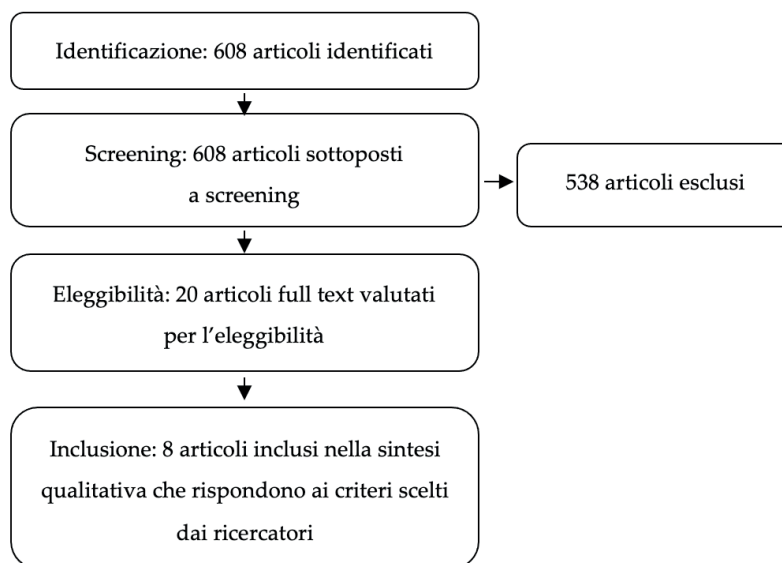 Identificazione: 608 articoli identificati
Screening: 608 articoli sottoposti
a screening
538 articoli esclusi
Eleggibilità: 20 articoli full text valutati
per l'eleggibilità
Inclusione: 8 articoli inclusi nella sintesi
qualitativa che rispondono ai criteri scelti
dai ricercatori